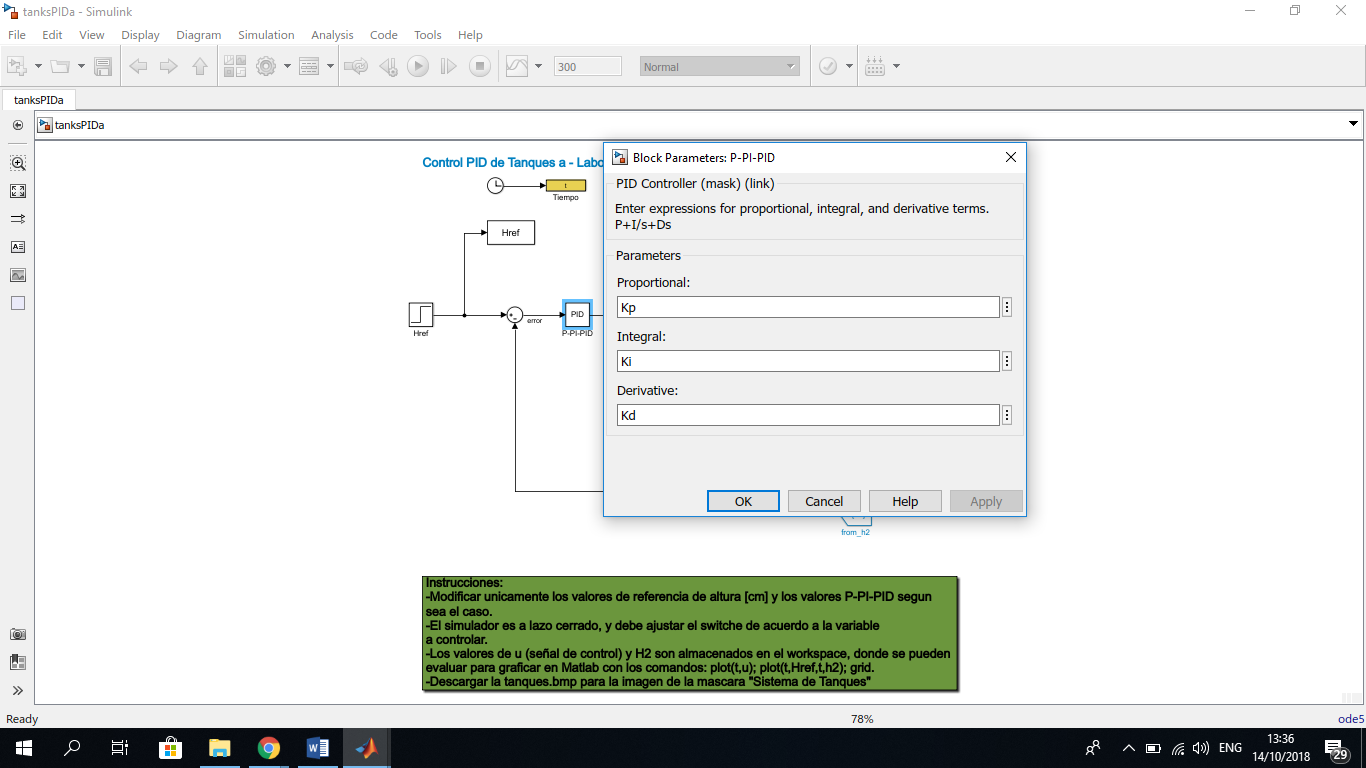 tanksPIDa - Simulink
File Edit View Display Diagram Simulation Analysis Code Tools Help
300 Normal
tanksPIDa
tanksPIDa
Control PID de Tanques a - Labo
t
Tiempo
Href
Href
error
PID
P-PI-PID
Block Parameters: P-PI-PID
PID Controller (mask) (link)
Enter expressions for proportional, integral, and derivative terms.
P+I/s+Ds
Parameters
Proportional:
Kp
Integral:
Ki
Derivative:
Kd
OK Cancel Help Apply
from_h2
Instrucciones:
-Modificar unicamente los valores de referencia de altura [cm] y los valores P-PI-PID segun
sea el caso.
-El simulador es a lazo cerrado, y debe ajustar el switche de acuerdo a la variable
a controlar.
-Los valores de u (señal de control) y H2 son almacenados en el workspace, donde se pueden
evaluar para graficar en Matlab con los comandos: plot(t,u); plot(t,Href,t,h2); grid.
-Descargar la tanques.bmp para la imagen de la mascara "Sistema de Tanques"
Ready 78% ode5
ENG 13:36
14/10/2018
29